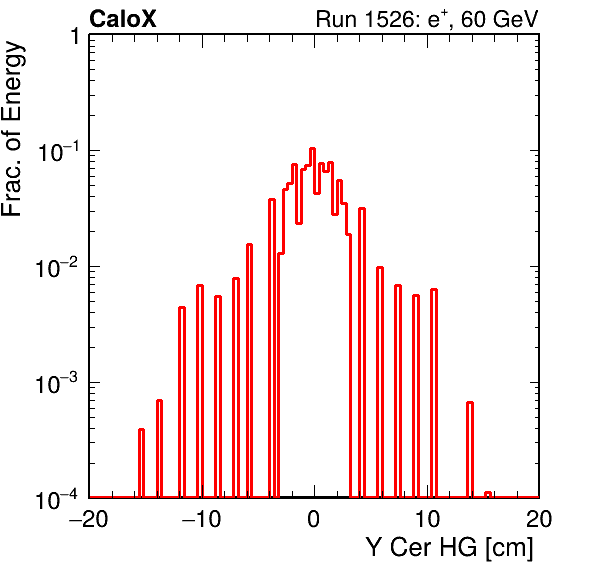 CaloX
Run 1526: e⁺, 60 GeV
Frac. of Energy
1
10⁻¹
10⁻²
10⁻³
10⁻⁴
−20
−10
0
10
20
Y Cer HG [cm]